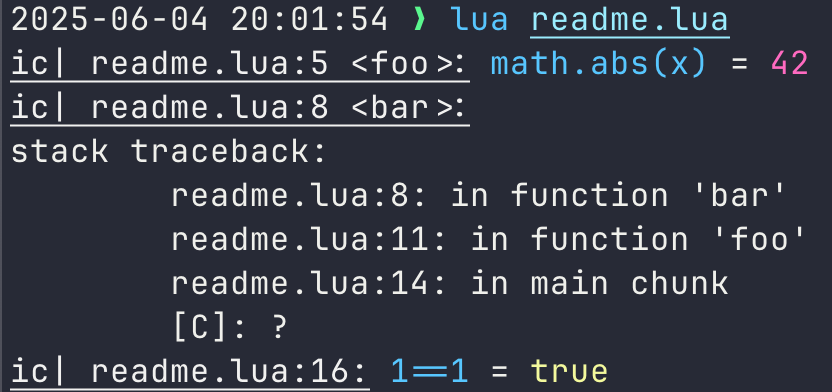 2025-06-04 20:01:54 ❯ lua readme.lua
ic| readme.lua:5 <foo>: math.abs(x) = 42
ic| readme.lua:8 <bar>:
stack traceback:
        readme.lua:8: in function 'bar'
        readme.lua:11: in function 'foo'
        readme.lua:14: in main chunk
        [C]: ?
ic| readme.lua:16: 1==1 = true